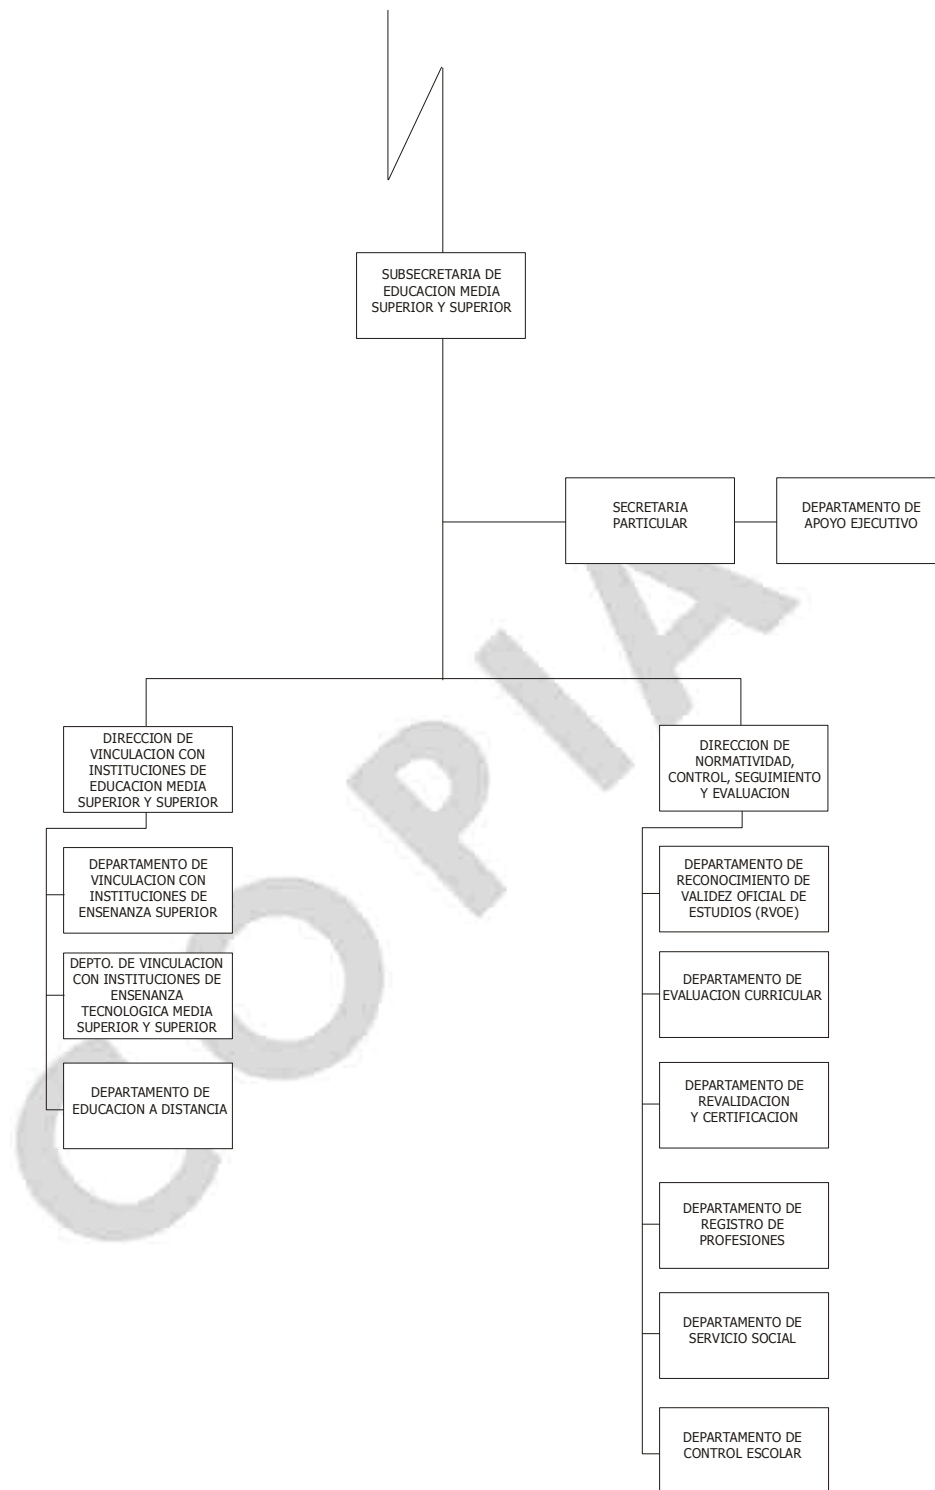 SUBSECRETARIA DE
EDUCACION MEDIA
SUPERIOR Y SUPERIOR
SECRETARIA
PARTICULAR
DEPARTAMENTO DE
APOYO EJECUTIVO
DIRECCION DE
VINCULACION CON
INSTITUCIONES DE
EDUCACION MEDIA
SUPERIOR Y SUPERIOR
DEPARTAMENTO DE
VINCULACION CON
INSTITUCIONES DE
ENSENANZA SUPERIOR
DEPTO. DE VINCULACION
CON INSTITUCIONES DE
ENSENANZA
TECNOLOGICA MEDIA
SUPERIOR Y SUPERIOR
DEPARTAMENTO DE
EDUCACION A DISTANCIA
DIRECCION DE
NORMATIVIDAD,
CONTROL, SEGUIMIENTO
Y EVALUACION
DEPARTAMENTO DE
RECONOCIMIENTO DE
VALIDEZ OFICIAL DE
ESTUDIOS (RVOE)
DEPARTAMENTO DE
EVALUACION CURRICULAR
DEPARTAMENTO DE
REVALIDACION
Y CERTIFICACION
DEPARTAMENTO DE
REGISTRO DE
PROFESIONES
DEPARTAMENTO DE
SERVICIO SOCIAL
DEPARTAMENTO DE
CONTROL ESCOLAR
COPIA